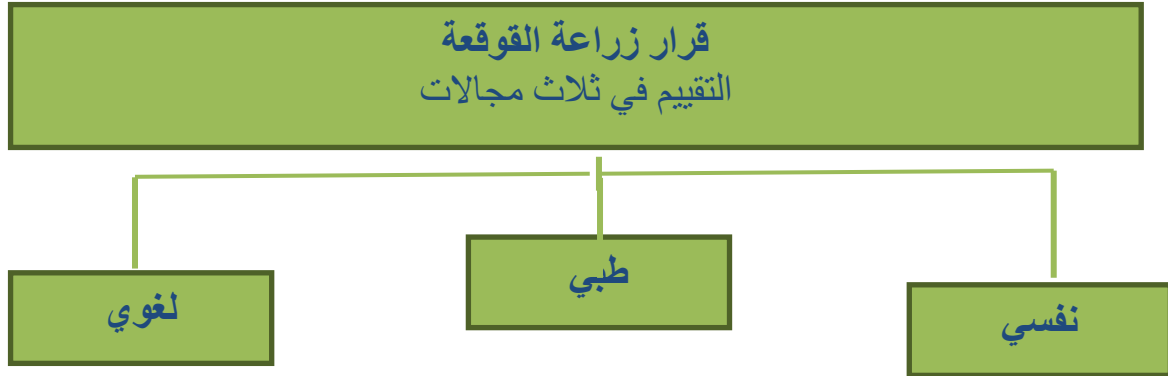 قرار زراعة القوقعة
التقييم في ثلاث مجالات
نفسي
طبي
لغوي